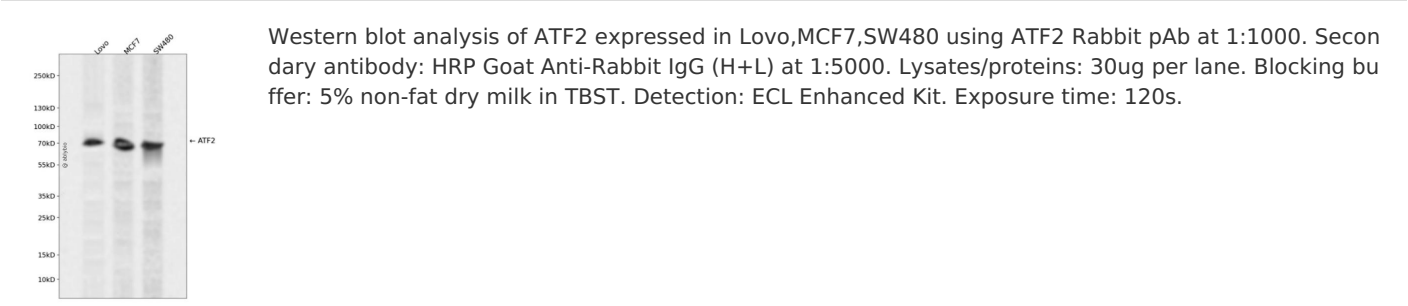 Lovo MCF7 SW480
Western blot analysis of ATF2 expressed in Lovo,MCF7,SW480 using ATF2 Rabbit pAb at 1:1000. Secon
dary antibody: HRP Goat Anti-Rabbit IgG (H+L) at 1:5000. Lysates/proteins: 30ug per lane. Blocking bu
ffer: 5% non-fat dry milk in TBST. Detection: ECL Enhanced Kit. Exposure time: 120s.
250kD
130kD
100kD
70kD
← ATF2
55kD
35kD
25kD
15kD
10kD